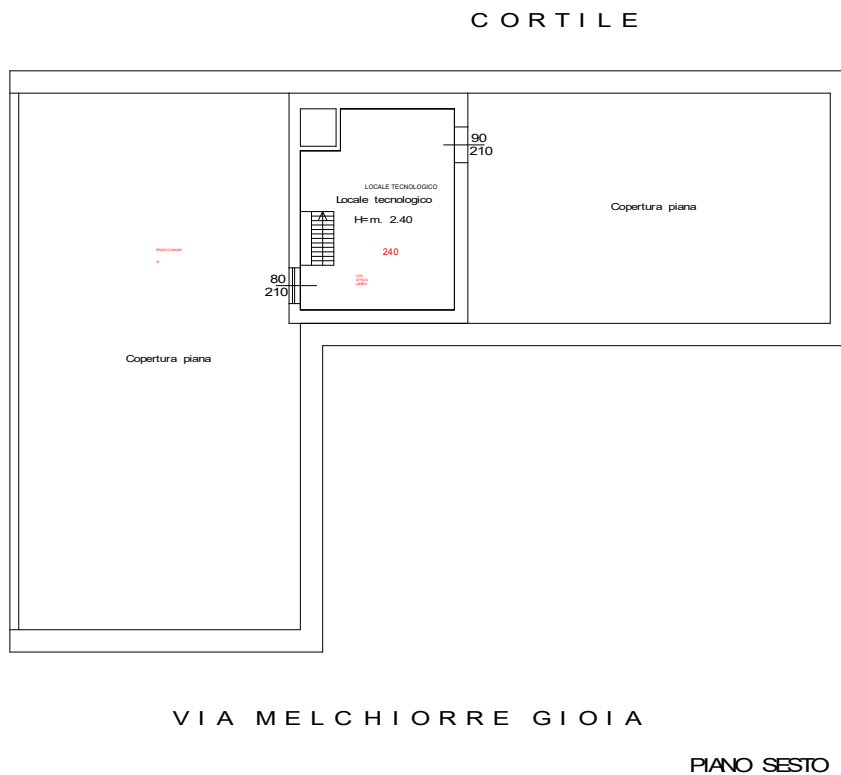 CORTILE
90
210
LOCALE TECNOLOGICO
Locale tecnologico
H=m. 2.40
Copertura piana
240
80
210
Copertura piana
VIA MELCHIORRE GIOIA
PIANO SESTO